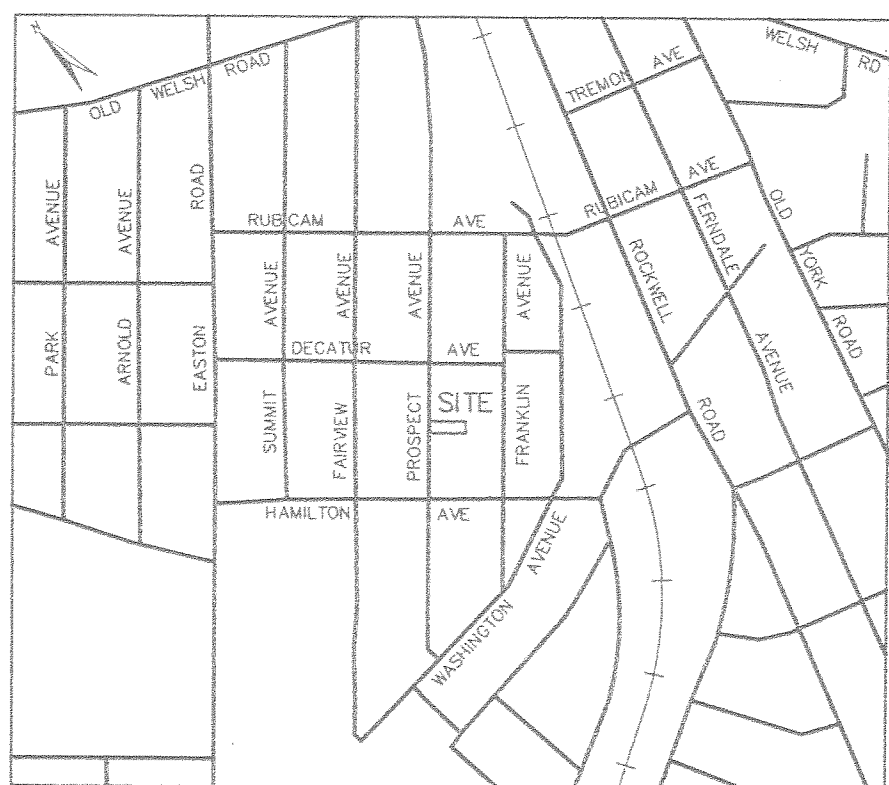 N
OLD WELSH ROAD
WELSH RD
TREMON AVE
PARK AVENUE
ARNOLD AVENUE
EASTON ROAD
RUBICAM AVE
RUBICAM AVE
SUMMIT AVENUE
FAIRVIEW AVENUE
PROSPECT AVENUE
FRANKLIN AVENUE
ROCKWELL ROAD
FERNDALE AVENUE
OLD YORK ROAD
DECATUR AVE
SITE
HAMILTON AVE
WASHINGTON AVENUE